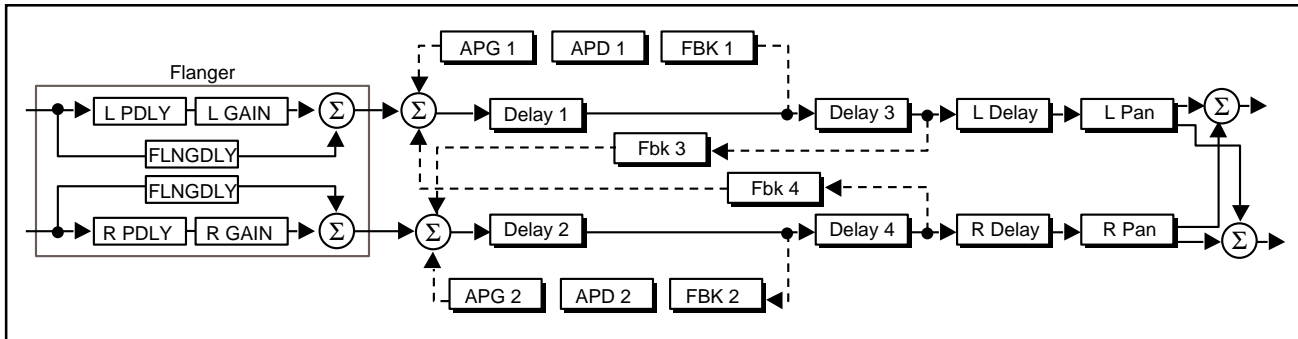 APG 1 APD 1 FBK 1
Flanger
L PDLY L GAIN Σ Σ Delay 1 Delay 3 L Delay L Pan Σ
FLNGDLY Fbk 3
FLNGDLY Fbk 4
R PDLY R GAIN Σ Σ Delay 2 Delay 4 R Delay R Pan Σ
APG 2 APD 2 FBK 2